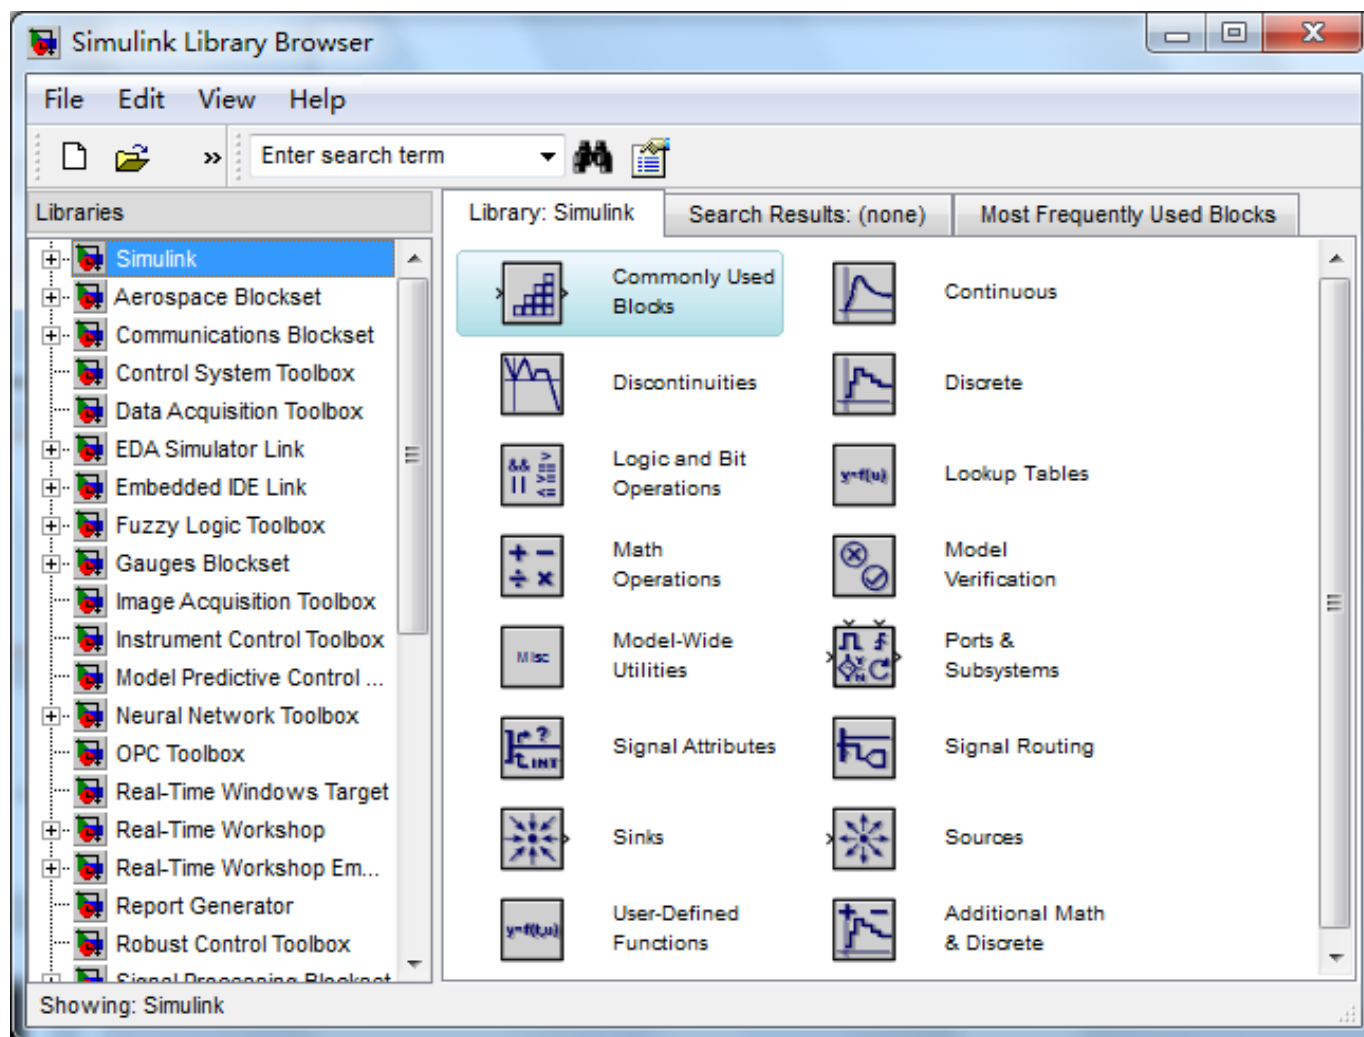 Simulink Library Browser
File Edit View Help
» Enter search term
Libraries
Library: Simulink Search Results: (none) Most Frequently Used Blocks
Simulink
Aerospace Blockset
Communications Blockset
Control System Toolbox
Data Acquisition Toolbox
EDA Simulator Link
Embedded IDE Link
Fuzzy Logic Toolbox
Gauges Blockset
Image Acquisition Toolbox
Instrument Control Toolbox
Model Predictive Control ...
Neural Network Toolbox
OPC Toolbox
Real-Time Windows Target
Real-Time Workshop
Real-Time Workshop Em...
Report Generator
Robust Control Toolbox
Signal Processing Blockset
Commonly Used
Blocks
Continuous
Discontinuities
Discrete
&& > >=
|| >= <=
Logic and Bit
Operations
y=f(u)
Lookup Tables
+ −
÷ ×
Math
Operations
Model
Verification
Misc
Model-Wide
Utilities
Y
N
Ports &
Subsystems
?
INT
Signal Attributes
Signal Routing
Sinks
Sources
y=f(t,u)
User-Defined
Functions
+ −
Additional Math
& Discrete
Showing: Simulink